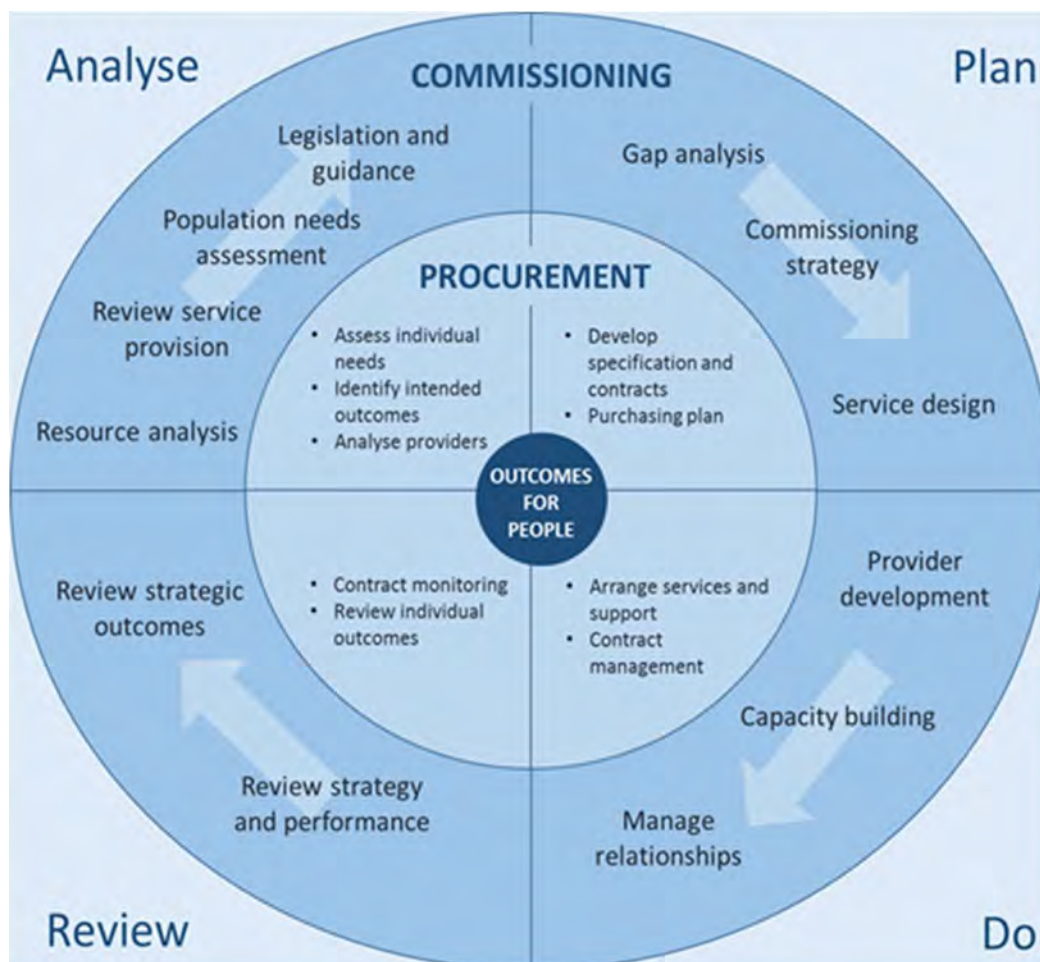 Analyse
Plan
COMMISSIONING
Legislation and
guidance
Population needs
assessment
Review service
provision
Resource analysis
Gap analysis
Commissioning
strategy
Service design
PROCUREMENT
• Assess individual
needs
• Identify intended
outcomes
• Analyse providers
• Develop
specification and
contracts
• Purchasing plan
OUTCOMES
FOR
PEOPLE
• Contract monitoring
• Review individual
outcomes
• Arrange services and
support
• Contract
management
Review strategic
outcomes
Review strategy
and performance
Provider
development
Capacity building
Manage
relationships
Review
Do